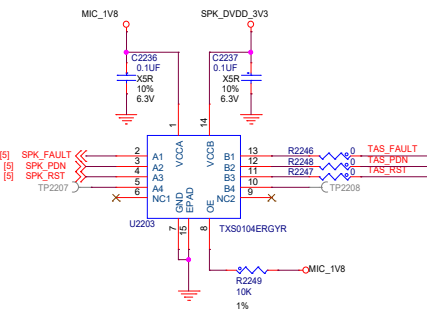 MIC_1V8 SPK_DVDD_3V3
C2236 C2237
0.1UF 0.1UF
X5R X5R
10% 10%
6.3V 6.3V
1 14
VCCA VCCB
[5] SPK_FAULT 2 A1 B1 13 R2246 0 TAS_FAULT
[5] SPK_PDN 3 A2 B2 12 R2248 0 TAS_PDN
[5] SPK_RST 4 A3 B3 11 R2247 0 TAS_RST
TP2207 5 A4 B4 10 TP2208
6 NC1 NC2 9
GND EPAD OE
U2203 TXS0104ERGYR
7 15 8
MIC_1V8
R2249
10K
1%